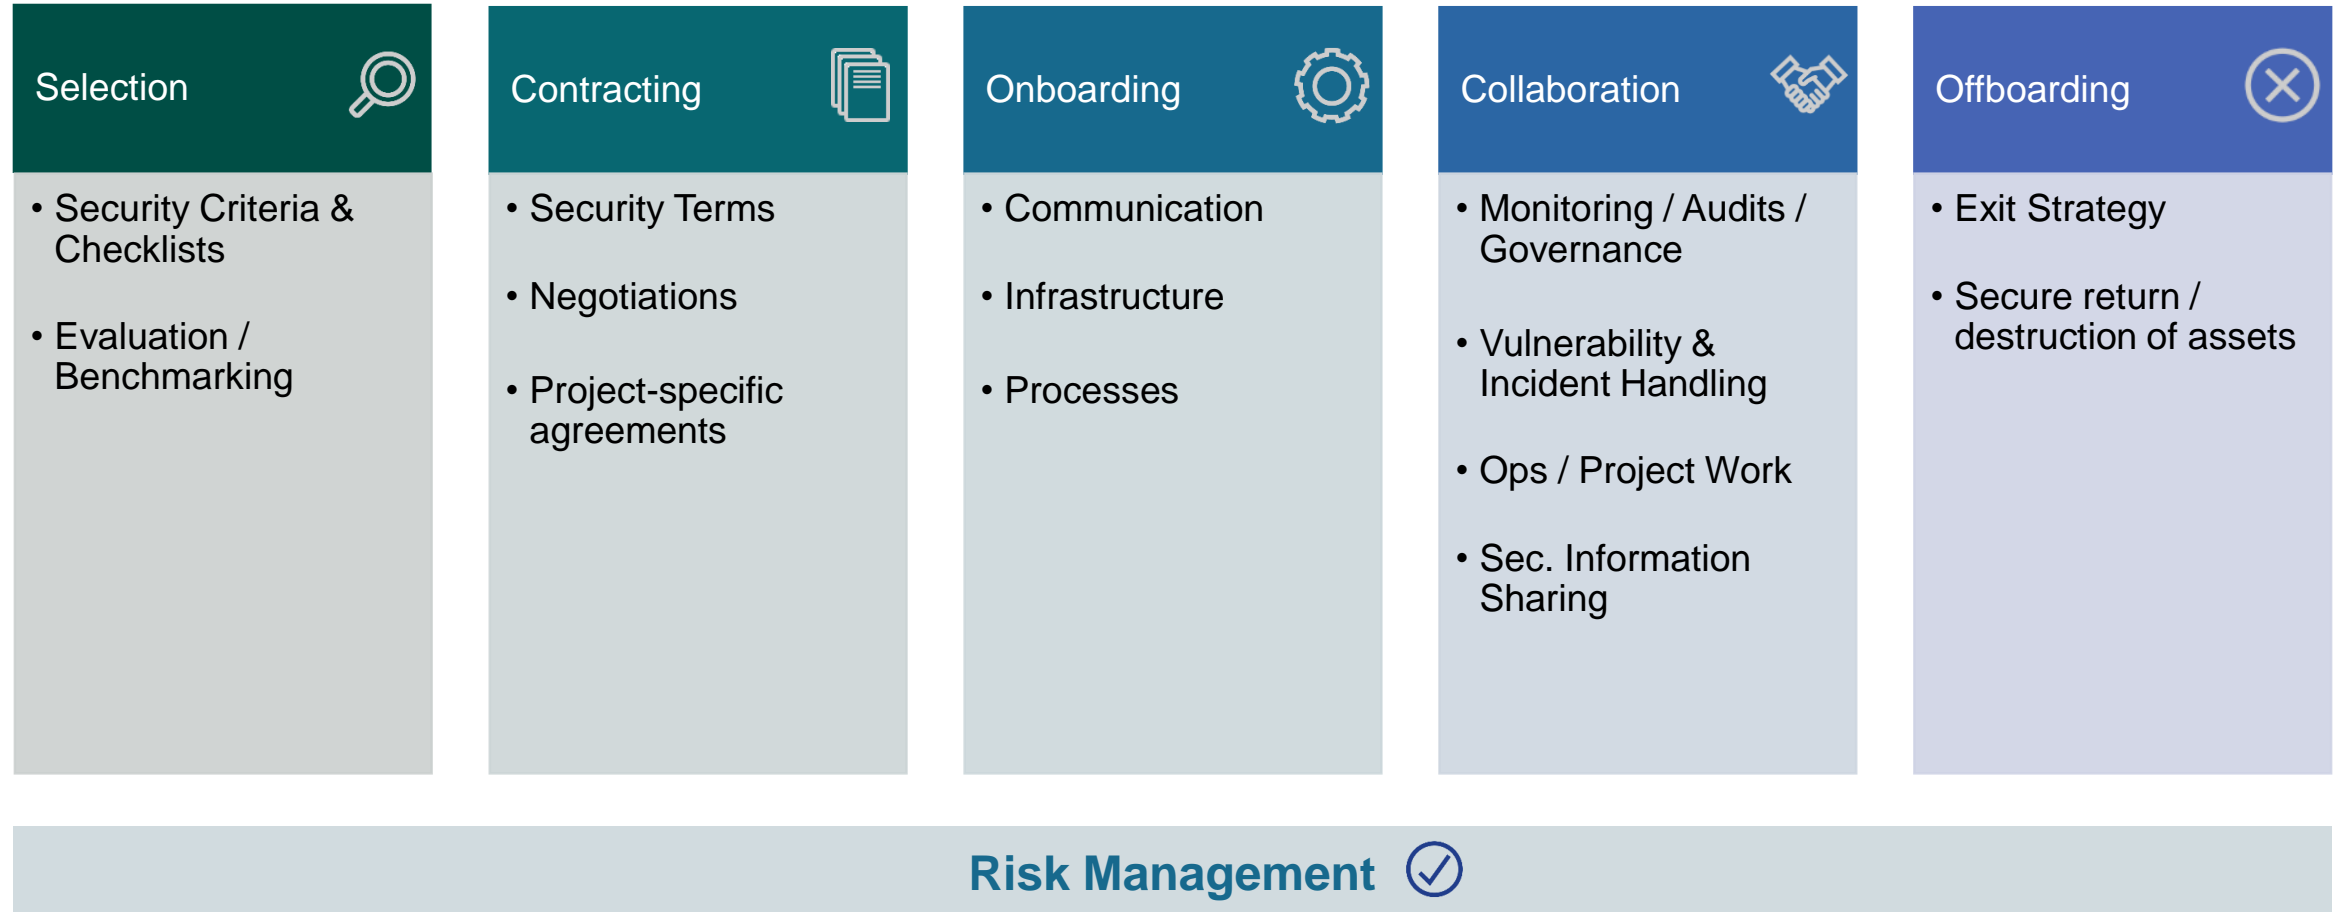 Selection
• Security Criteria &
Checklists
• Evaluation /
Benchmarking
Contracting
• Security Terms
• Negotiations
• Project-specific
agreements
Onboarding
• Communication
• Infrastructure
• Processes
Collaboration
• Monitoring / Audits /
Governance
• Vulnerability &
Incident Handling
• Ops / Project Work
• Sec. Information
Sharing
Offboarding
• Exit Strategy
• Secure return /
destruction of assets
Risk Management